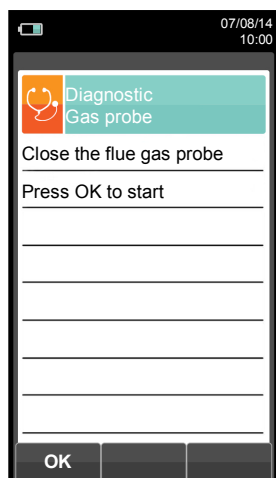 07/08/14
10:00
Diagnostic
Gas probe
Close the flue gas probe
Press OK to start
OK